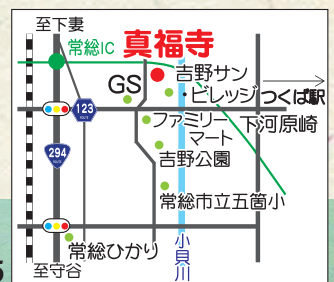 至下妻
常総IC
真福寺
GS
吉野サン
・ビレッジ
つくば駅
123
ファミリー
マート
下河原崎
294
吉野公園
常総市立五箇小
常総ひかり
小貝川
至守谷